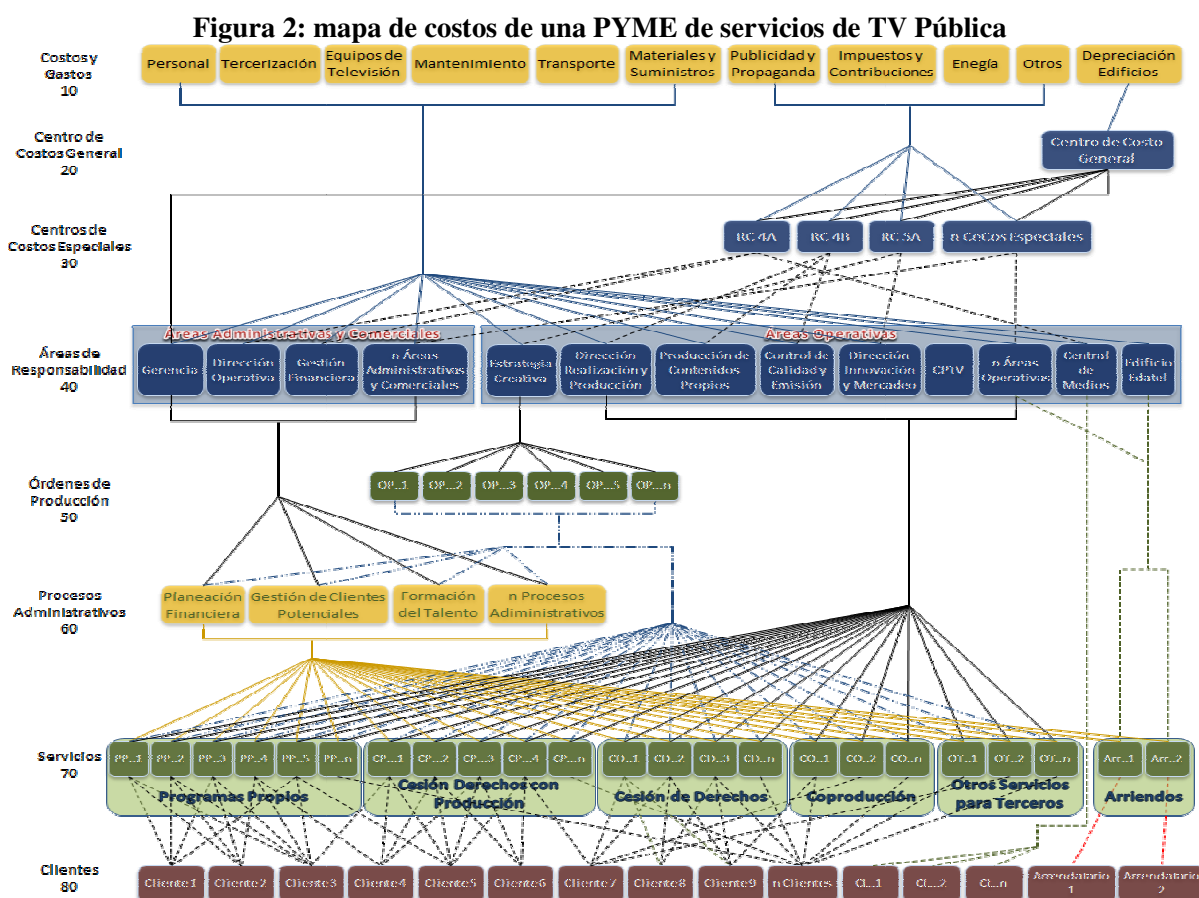 Figura 2: mapa de costos de una PYME de servicios de TV Pública
Costos y
Gastos
10
Personal
Tercerización
Equipos de
Televisión
Mantenimiento
Transporte
Materiales y
Suministros
Publicidad y
Propaganda
Impuestos y
Contribuciones
Enegía
Otros
Depreciación
Edificios
Centro de
Costos General
20
Centro de Costo
General
Centros de
Costos Especiales
30
RC 4A
RC 4B
RC 5A
n CeCos Especiales
Áreas Administrativas y Comerciales
Áreas Operativas
Áreas de
Responsabilidad
40
Gerencia
Dirección
Operativa
Gestión
Financiera
n Áreas
Administrativas
y Comerciales
Estrategia
Creativa
Dirección
Realización y
Producción
Producción de
Contenidos
Propios
Control de
Calidad y
Emisión
Dirección
Innovación
y Mercadeo
CPTV
n Áreas
Operativas
Central
de
Medios
Edificio
Edatel
Órdenes de
Producción
50
OP...1
OP...2
OP...3
OP...4
OP...5
OP...n
Procesos
Administrativos
60
Planeación
Financiera
Gestión de Clientes
Potenciales
Formación
del Talento
n Procesos
Adiministrativos
Servicios
70
PP...1
PP...2
PP...3
PP...4
PP...5
PP...n
Programas Propios
CP...1
CP...2
CP...3
CP...4
CP...n
Cesión Derechos con
Producción
CD...1
CD...2
CD...3
CD...n
Cesión de Derechos
CO...1
CO...2
CO...n
Coproducción
OT...1
OT...2
OT...n
Otros Servicios
para Terceros
Arr...1
Arr...2
Arriendos
Clientes
80
Cliente 1
Cliente 2
Cliente 3
Cliente 4
Cliente 5
Cliente 6
Cliente 7
Cliente 8
Cliente 9
n Clientes
Cl...1
Cl...2
Cl...n
Arrendatario
1
Arrendatario
2